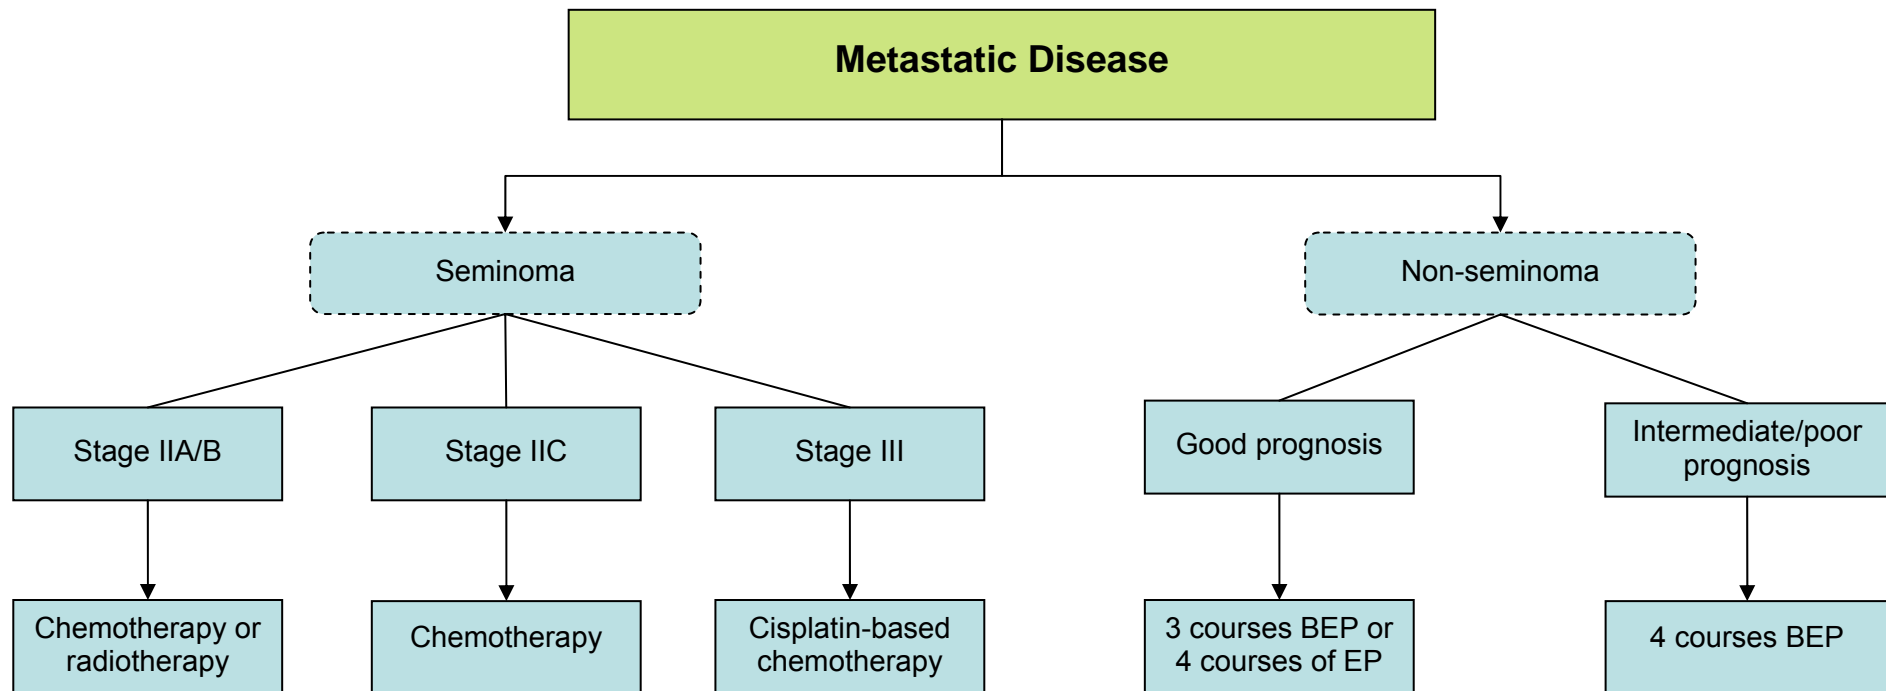 Metastatic Disease
Seminoma
Non-seminoma
Stage IIA/B
Stage IIC
Stage III
Good prognosis
Intermediate/poor
prognosis
Chemotherapy or
radiotherapy
Chemotherapy
Cisplatin-based
chemotherapy
3 courses BEP or
4 courses of EP
4 courses BEP